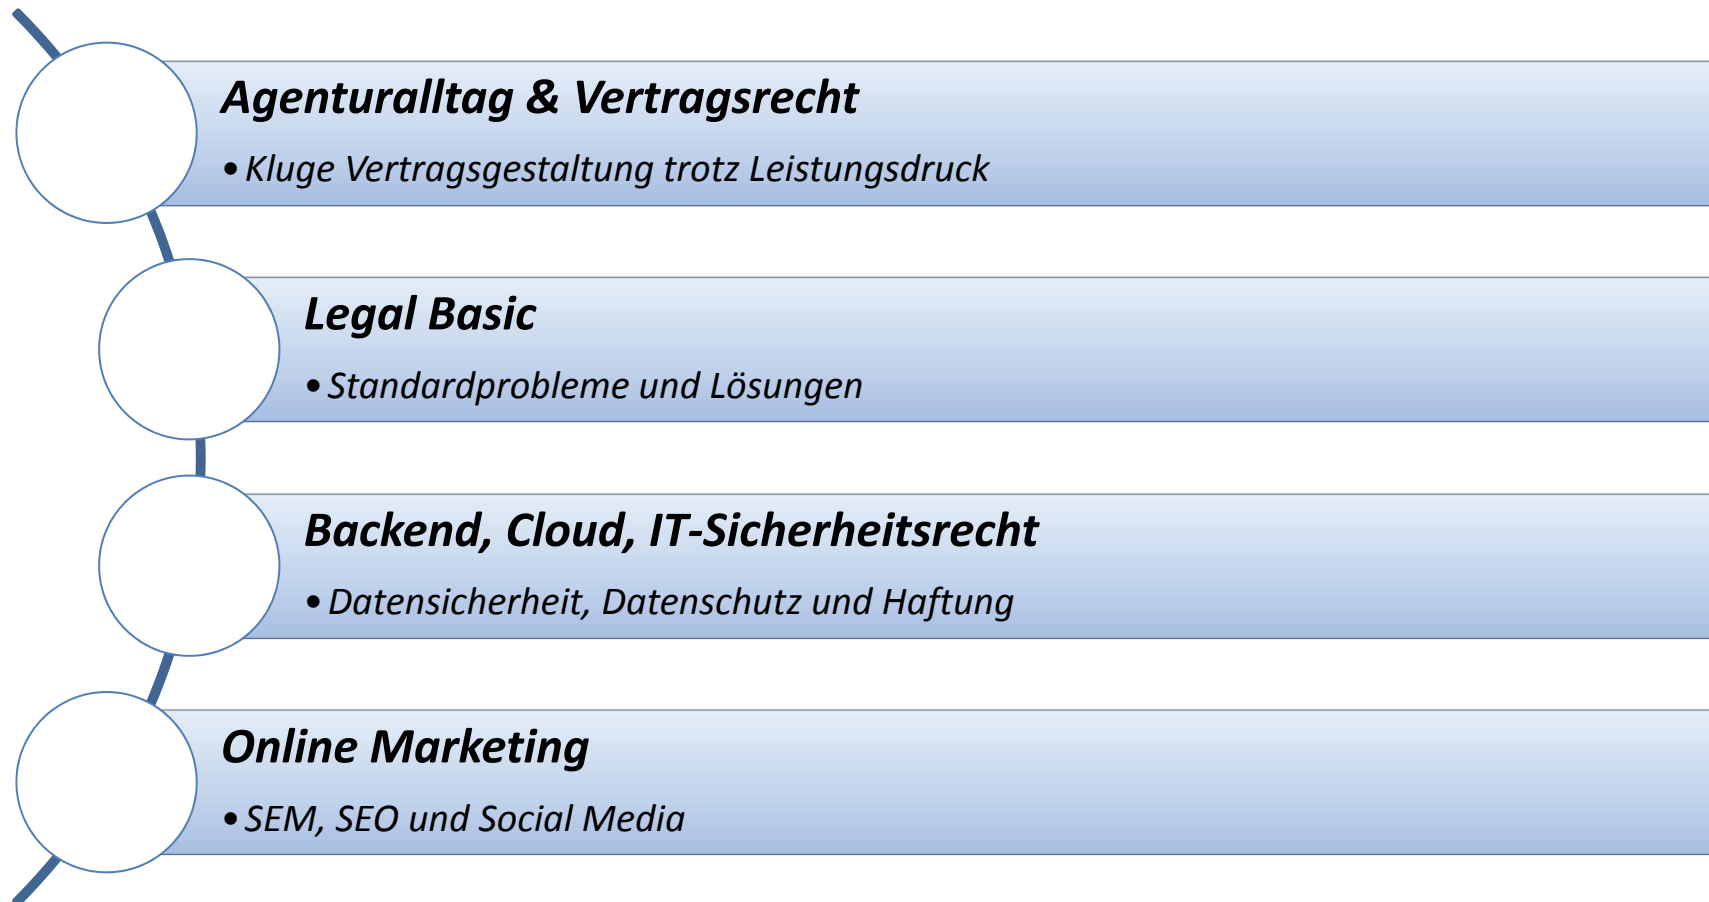 Agenturalltag & Vertragsrecht
• Kluge Vertragsgestaltung trotz Leistungsdruck
Legal Basic
• Standardprobleme und Lösungen
Backend, Cloud, IT-Sicherheitsrecht
• Datensicherheit, Datenschutz und Haftung
Online Marketing
• SEM, SEO und Social Media